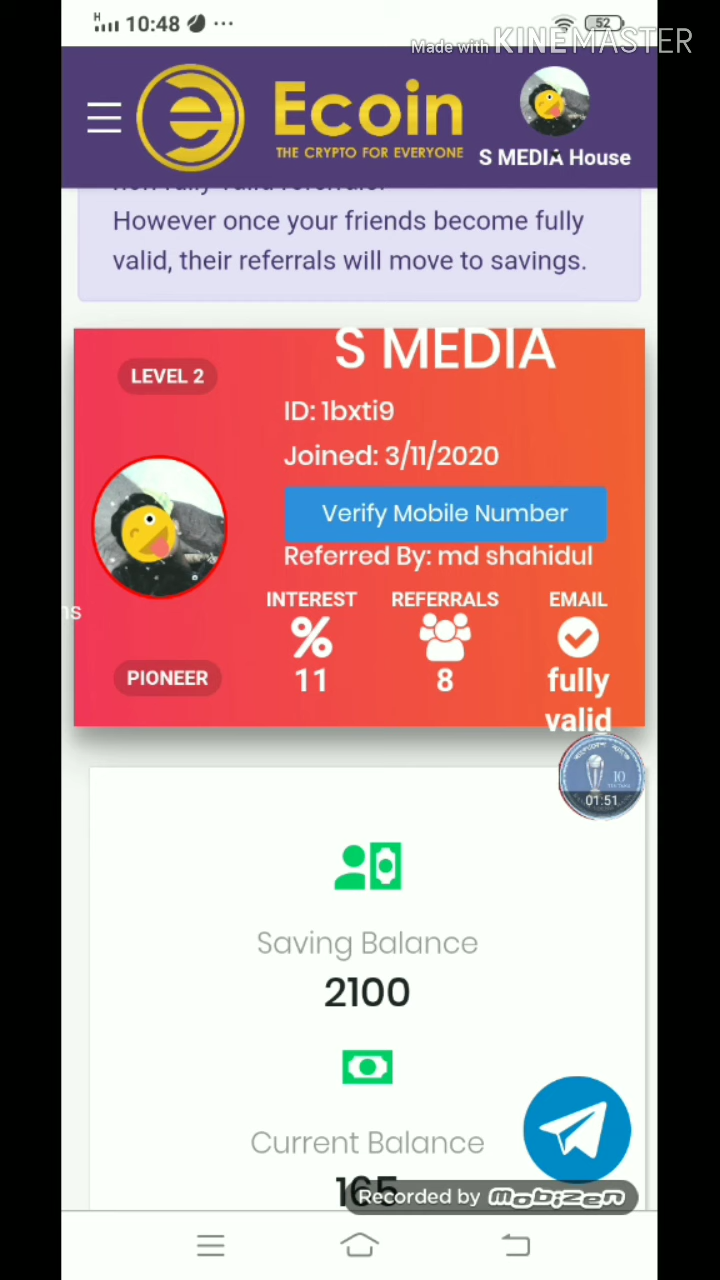 H 10:48 ... 52
Made with KINEMASTER
Ecoin
THE CRYPTO FOR EVERYONE
S MEDIA House
However once your friends become fully
valid, their referrals will move to savings.
S MEDIA
LEVEL 2
ID: 1bxti9
Joined: 3/11/2020
Verify Mobile Number
Referred By: md shahidul
INTEREST REFERRALS EMAIL
% 
11 8 fully
valid
PIONEER
10
01:51
Saving Balance
2100
Current Balance
165
Recorded by mobizen